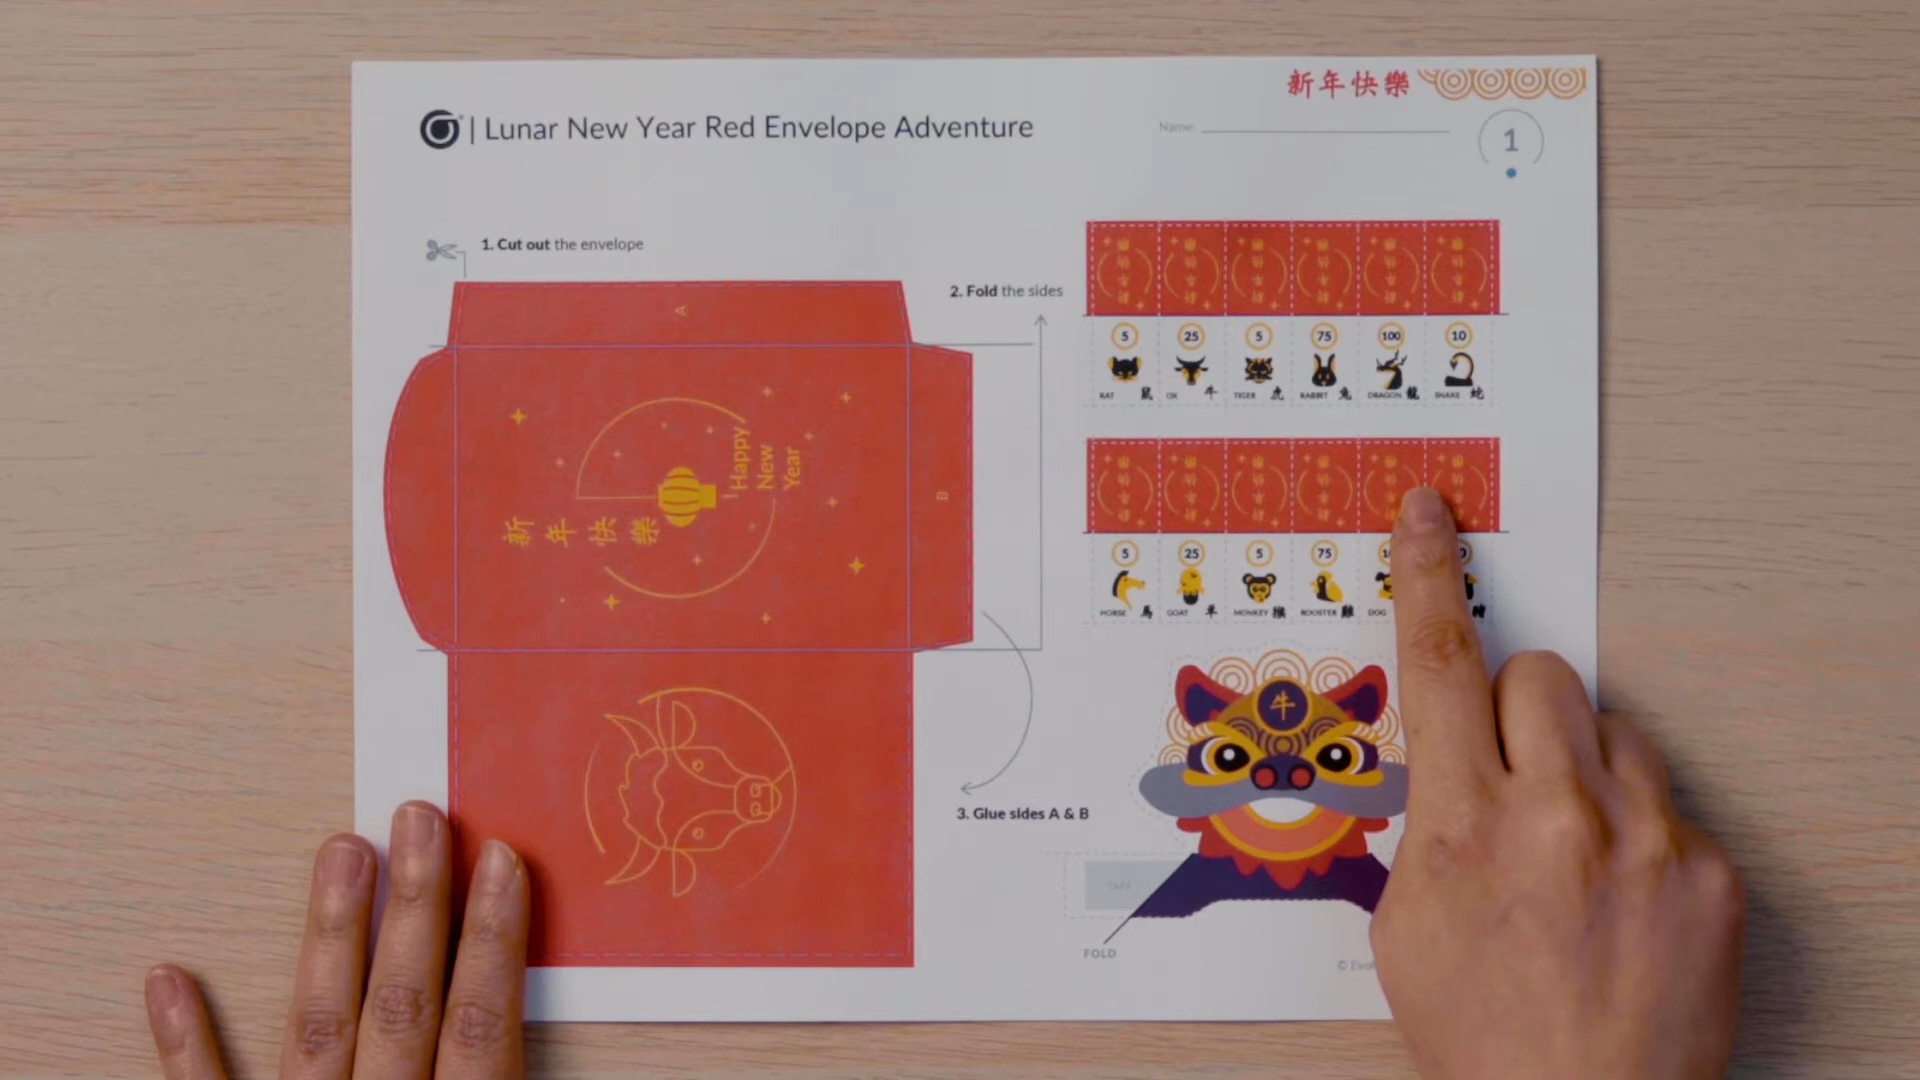 新年快樂
Lunar New Year Red Envelope Adventure
Name:
1
1. Cut out the envelope
2. Fold the sides
A
B
Happy
New
Year
新年快樂
3. Glue sides A & B
5 25 5 75 100 10
RAT 鼠 OX 牛 TIGER 虎 RABBIT 兔 DRAGON 龍 SNAKE 蛇
5 25 5 75
HORSE 馬 GOAT 羊 MONKEY 猴 ROOSTER 雞 DOG
牛
FOLD